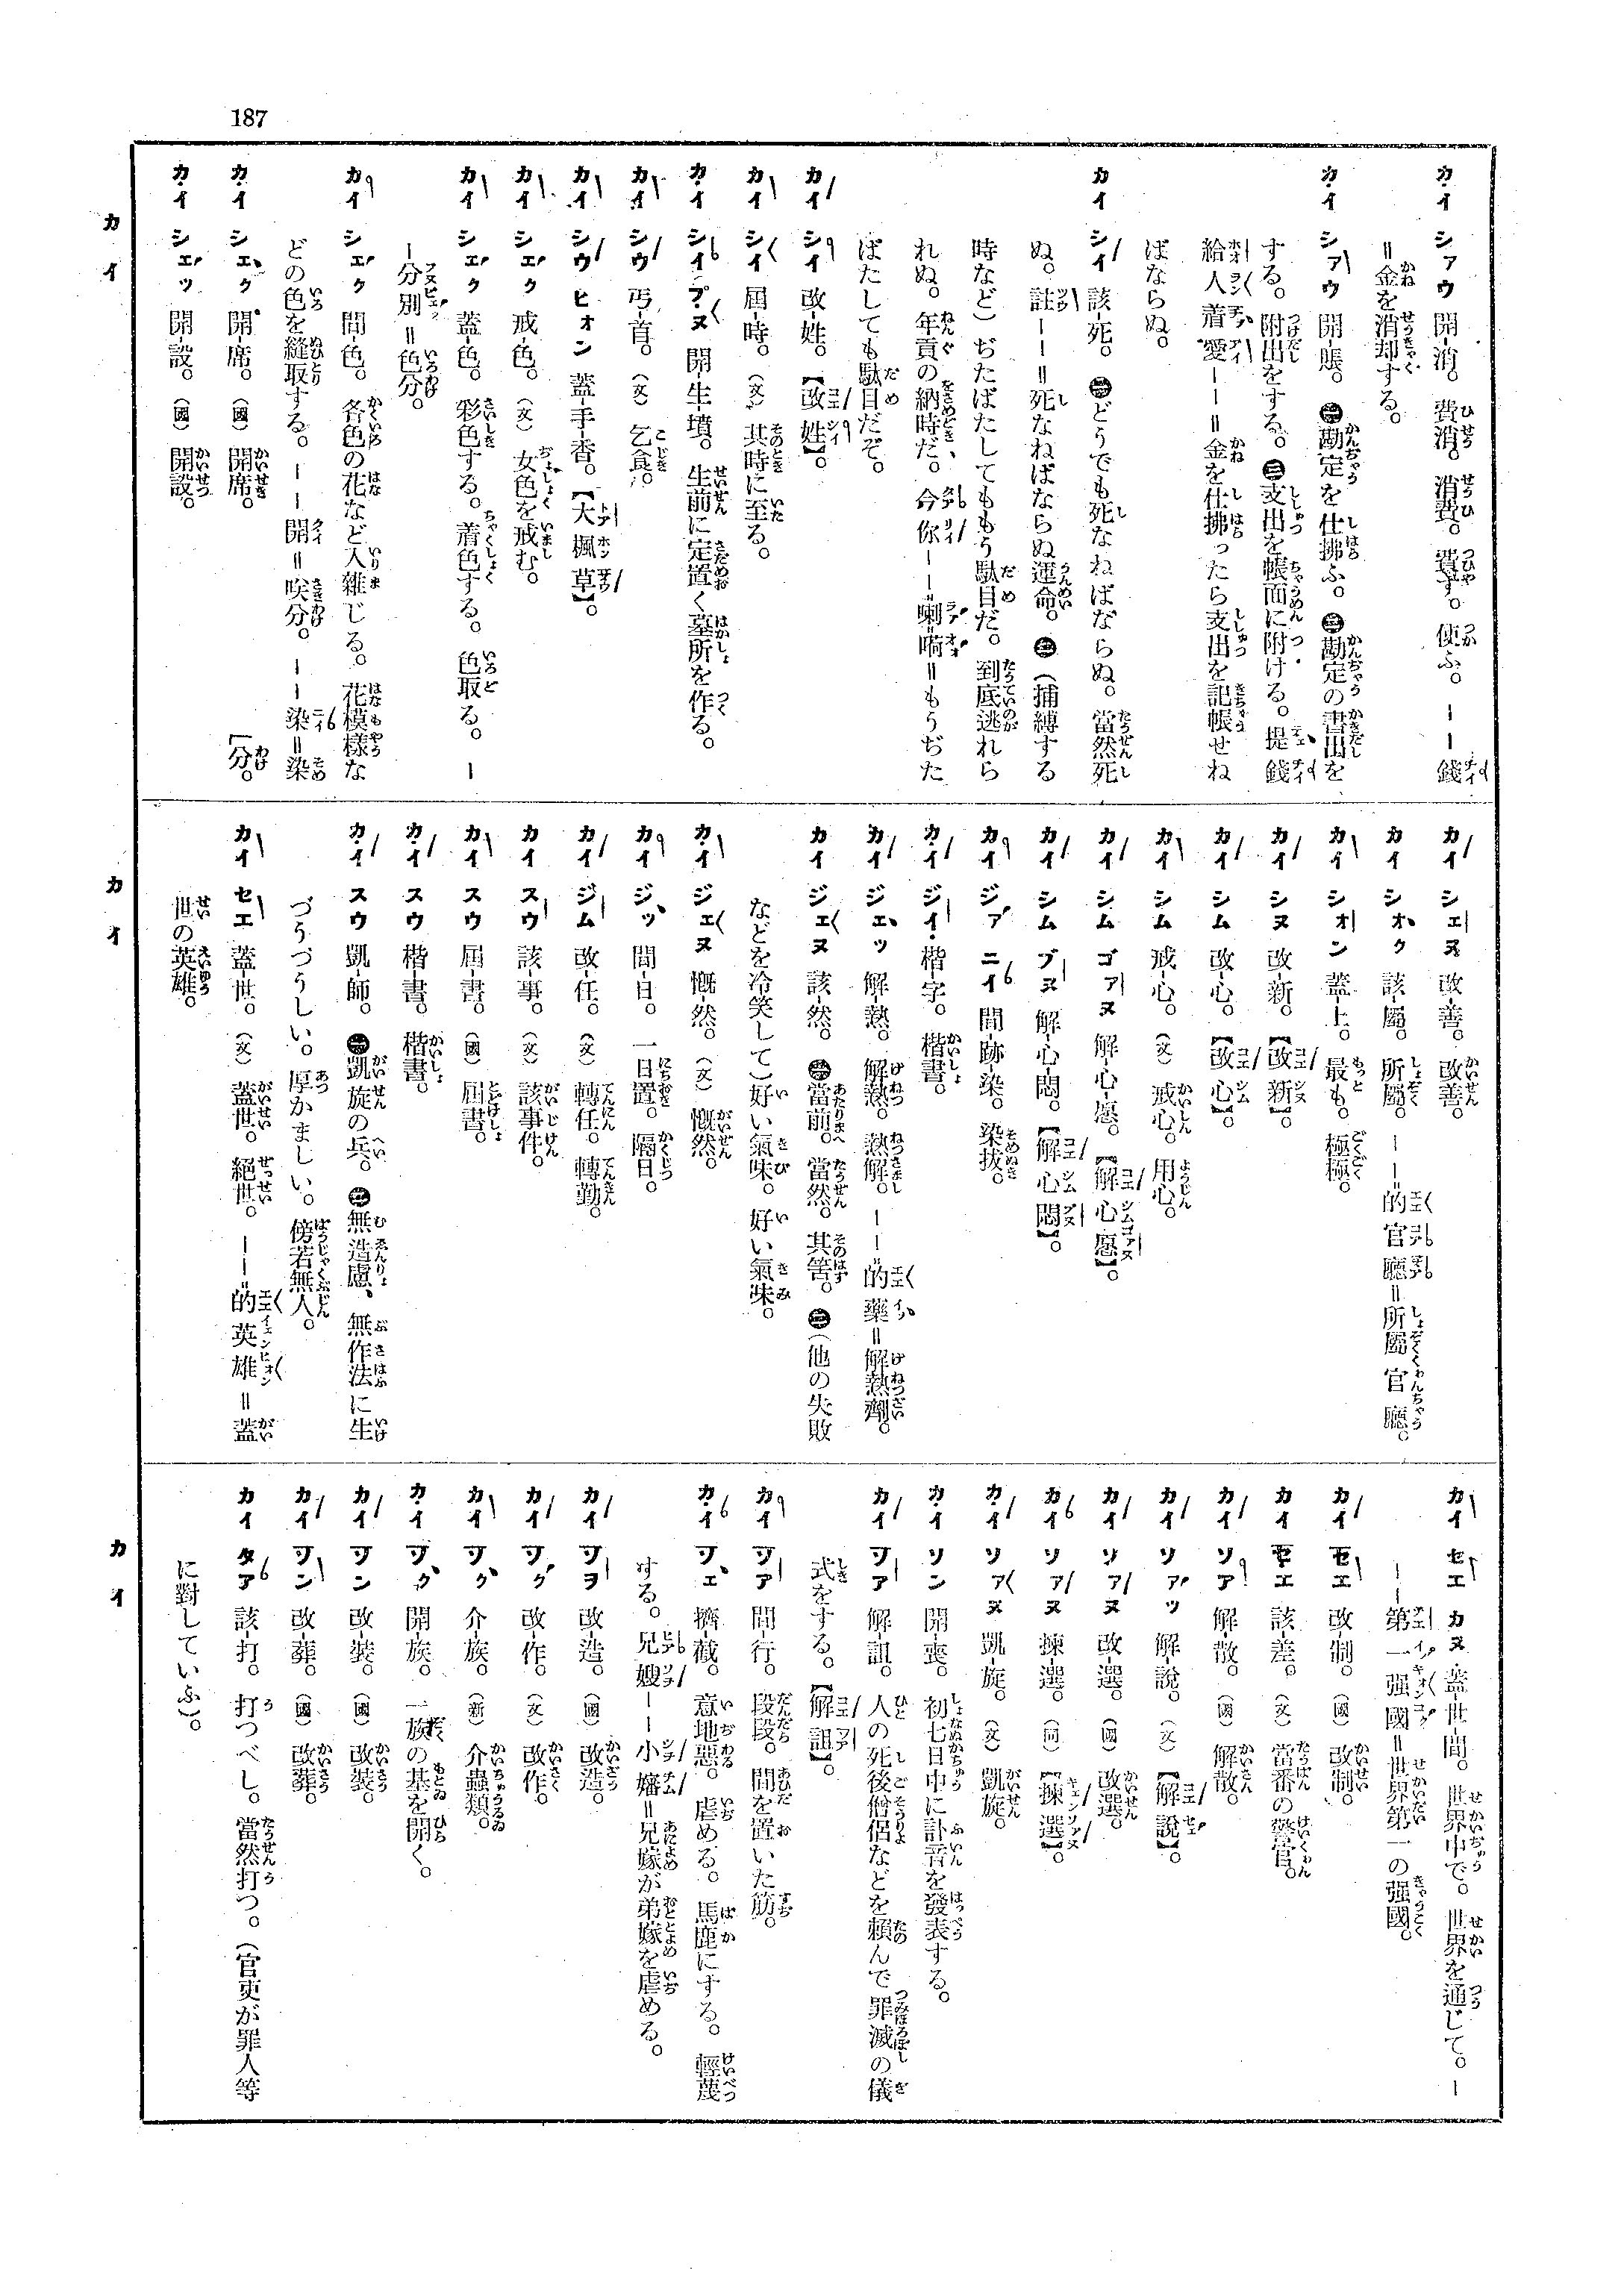 187
カイ シァウ 開-消。費消。消費。費す。使ふ。——錢
＝金を消却する。
カイ シァウ 開-賬。㊀勘定を仕拂ふ。㊁勘定の書出を
する。附出をする。㊂支出を帳面に附ける。提錢
給人着愛——＝金を仕拂ったら支出を記帳せね
ばならぬ。
カイ シイ 該-死。㊀どうでも死なねばならぬ。當然死
ぬ。註——＝死なねばならぬ運命。㊁（捕縛する
時など）ぢたばたしてももう駄目だ。到底逃れら
れぬ。年貢の納時だ。今你——＝喇＝嗬＝もうぢた
ばたしても駄目だぞ。
カイ シイ 改-姓。【改姓】。
カイ シイ 屆-時。（文）其時に至る。
カイ シイ プヌ 開-生-墳。生前に定置く墓所を作る。
カイ シウ 丐-首。（文）乞食。
カイ シウ ヒォン 蓋-手-香。【大楓草】。
カイ シェク 戒-色。（文）女色を戒む。
カイ シェク 蓋-色。彩色する。着色する。色取る。—
—分別＝色分。
カイ シェク 間-色。各色の花など入雜じる。花模樣な
どの色を縫取する。——開＝咲分。——染＝染
［分。
カイ シェク 開-席。（國）開席。
カイ シェッ 開-設。（國）開設。
カイ
カイ シェヌ 改-善。改善。
カイ シォク 該-屬。所屬。——＝的官廳＝所屬官廳。
カイ シォン 蓋-上。最も。極極。
カイ シヌ 改-新。【改新】。
カイ シム 改-心。【改心】。
カイ シム 戒-心。（文）戒心。用心。
カイ シム ゴァヌ 解-心-愿。【解心愿】。
カイ シム ブヌ 解-心-悶。【解心悶】。
カイ ジァ ニイ 間-跡-染。染拔。
カイ ジイ 楷-字。楷書。
カイ ジェッ 解-熱。解熱。熱解。——＝的藥＝解熱劑。
カイ ジェヌ 該-然。㊀當前。當然。其筈。㊁（他の失敗
などを冷笑して）好い氣味。好い氣味。
カイ ジェヌ 慨-然。（文）慨然。
カイ ジッ 間-日。一日置。隔日。
カイ ジム 改-任。（文）轉任。轉勤。
カイ スウ 該-事。（文）該事件。
カイ スウ 屆-書。（國）屆書。
カイ スウ 楷-書。楷書。
カイ スウ 凱-師。㊀凱旋の兵。㊁無造慮、無作法に生
づうづうしい。厚かましい。傍若無人。
カイ セエ 蓋-世。（文）蓋世。絕世。——＝的英雄＝蓋
世の英雄。
カイ
カイ セエ カヌ 蓋-世-間。世界中で。世界を通じて。—
——第一强國＝世界第一の强國。
カイ セエ 改-制。（國）改制。
カイ セエ 該-差。（文）當番の警官。
カイ ソァ 解-散。（國）解散。
カイ ソァッ 解-說。（文）【解說】。
カイ ソァヌ 改-選。（國）改選。
カイ ソァヌ 揀-選。（同）【揀選】。
カイ ソァヌ 凱-旋。（文）凱旋。
カイ ソン 開-喪。初七日中に訃音を發表する。
カイ ソァ 解-詛。人の死後僧侶などを賴んで罪滅の儀
式をする。【解詛】。
カイ ソァ 間-行。段段。間を置いた筋。
カイ ソェ 擠-截。意地惡。虐める。馬鹿にする。輕蔑
する。兄嫂——小嬸＝兄嫁が弟嫁を虐める。
カイ ソヲ 改-造。（國）改造。
カイ ソク 改-作。（文）改作。
カイ ソク 介-族。（新）介蟲類。
カイ ソク 開-族。一族の基を開く。
カイ ソン 改-裝。（國）改裝。
カイ ソン 改-葬。（國）改葬。
カイ タア 該-打。打つべし。當然打つ。（官吏が罪人等
に對していふ）。
カイ